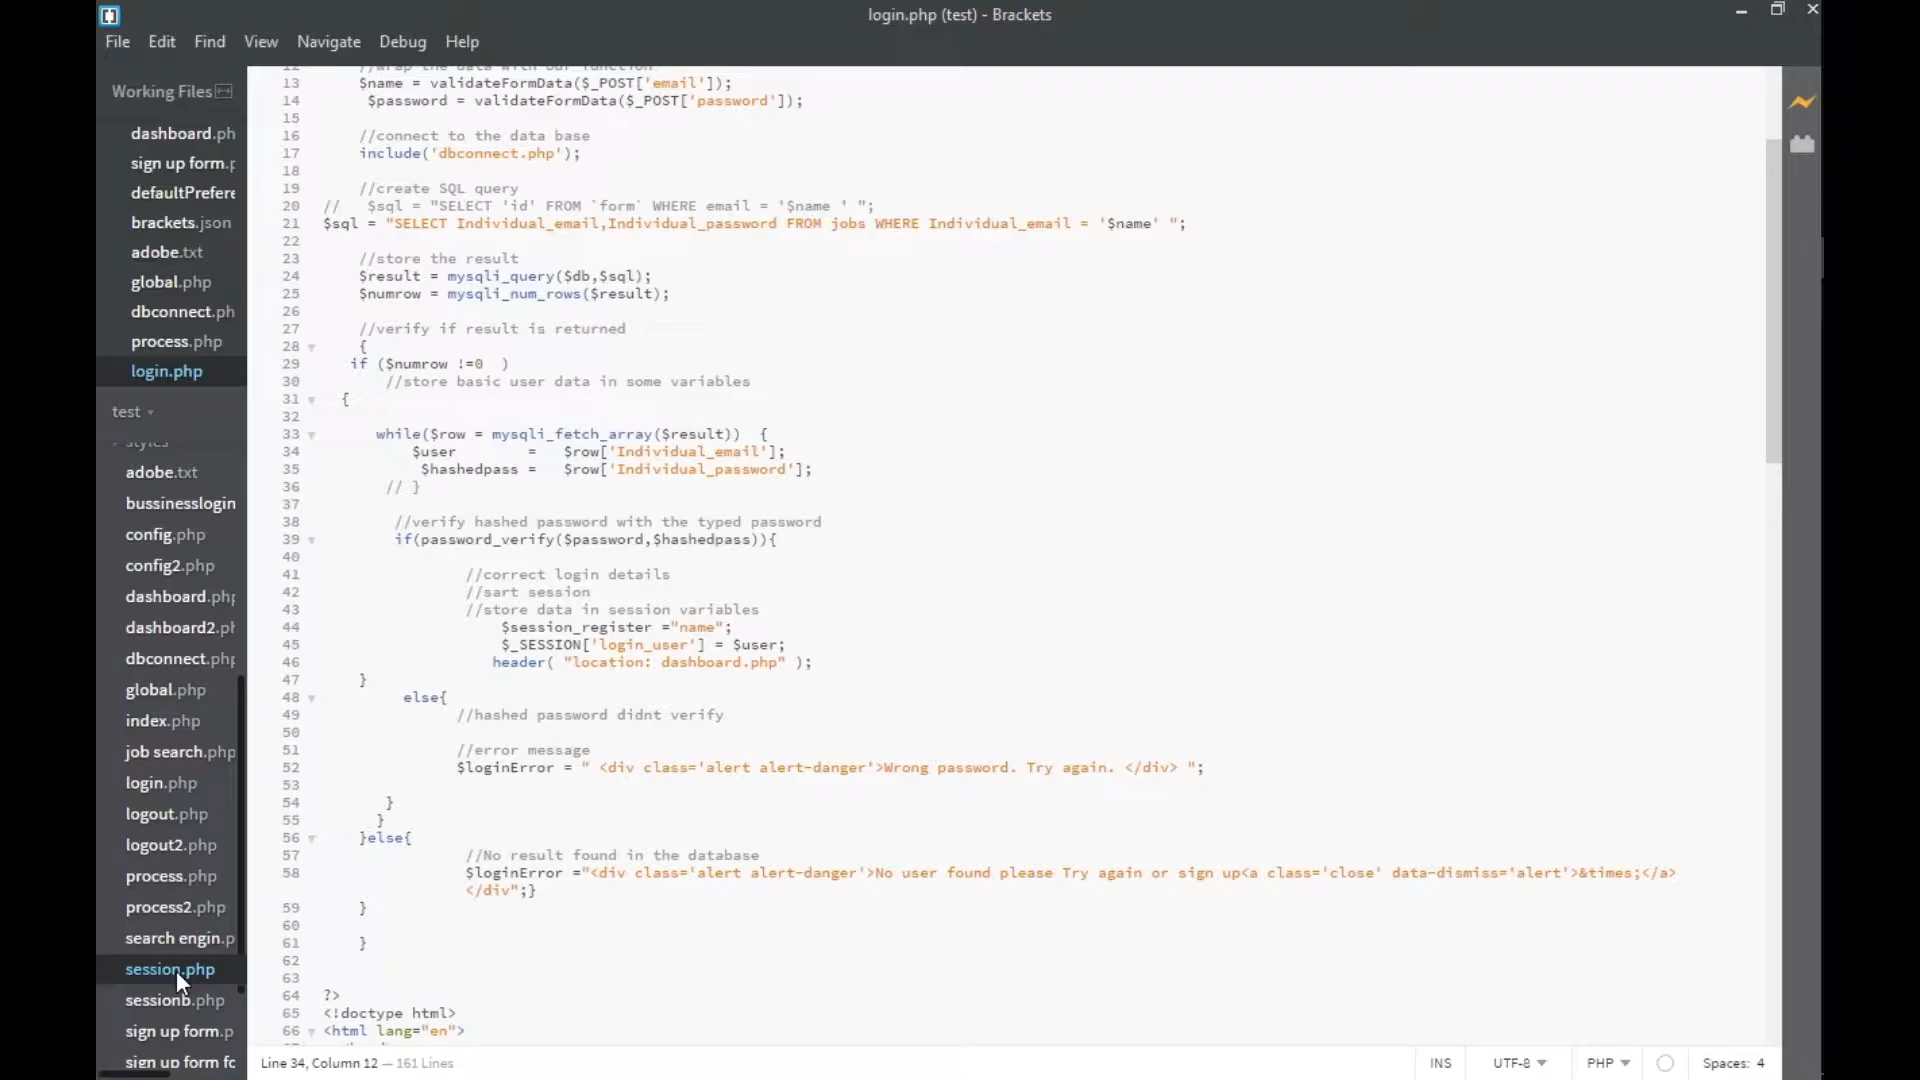 login.php (test) - Brackets
File Edit Find View Navigate Debug Help
Working Files
dashboard.ph
sign up form.p
defaultPrefere
brackets.json
adobe.txt
global.php
dbconnect.ph
process.php
login.php
test
styles
adobe.txt
bussinesslogin
config.php
config2.php
dashboard.php
dashboard2.ph
dbconnect.php
global.php
index.php
job search.php
login.php
logout.php
logout2.php
process.php
process2.php
search engin.p
session.php
sessionb.php
sign up form.p
sign up form fo
12 //wrap the data with our function
13 $name = validateFormData($_POST['email']);
14 $password = validateFormData($_POST['password']);
15
16 //connect to the data base
17 include('dbconnect.php');
18
19 //create SQL query
20 // $sql = "SELECT 'id' FROM `form` WHERE email = '$name ' ";
21 $sql = "SELECT Individual_email,Individual_password FROM jobs WHERE Individual_email = '$name' ";
22
23 //store the result
24 $result = mysqli_query($db,$sql);
25 $numrow = mysqli_num_rows($result);
26
27 //verify if result is returned
28 {
29 if ($numrow !=0 )
30 //store basic user data in some variables
31 {
32
33 while($row = mysqli_fetch_array($result)) {
34 $user = $row['Individual_email'];
35 $hashedpass = $row['Individual_password'];
36 // }
37
38 //verify hashed password with the typed password
39 if(password_verify($password,$hashedpass)){
40
41 //correct login details
42 //sart session
43 //store data in session variables
44 $session_register ="name";
45 $_SESSION['login_user'] = $user;
46 header( "location: dashboard.php" );
47 }
48 else{
49 //hashed password didnt verify
50
51 //error message
52 $loginError = " <div class='alert alert-danger'>Wrong password. Try again. </div> ";
53
54 }
55 }
56 }else{
57 //No result found in the database
58 $loginError ="<div class='alert alert-danger'>No user found please Try again or sign up<a class='close' data-dismiss='alert'>&times;</a>
</div";}
59 }
60
61 }
62
63
64 ?>
65 <!doctype html>
66 <html lang="en">
Line 34, Column 12 — 161 Lines
INS UTF-8 PHP Spaces: 4